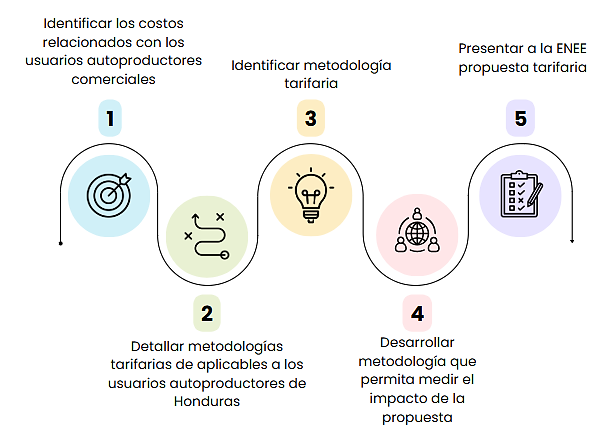 Identificar los costos
relacionados con los
usuarios autoproductores
comerciales
1
2
Detallar metodologías
tarifarias de aplicables a los
usuarios autoproductores de
Honduras
Identificar metodología
tarifaria
3
4
Desarrollar
metodología que
permita medir el
impacto de la
propuesta
Presentar a la ENEE
propuesta tarifaria
5